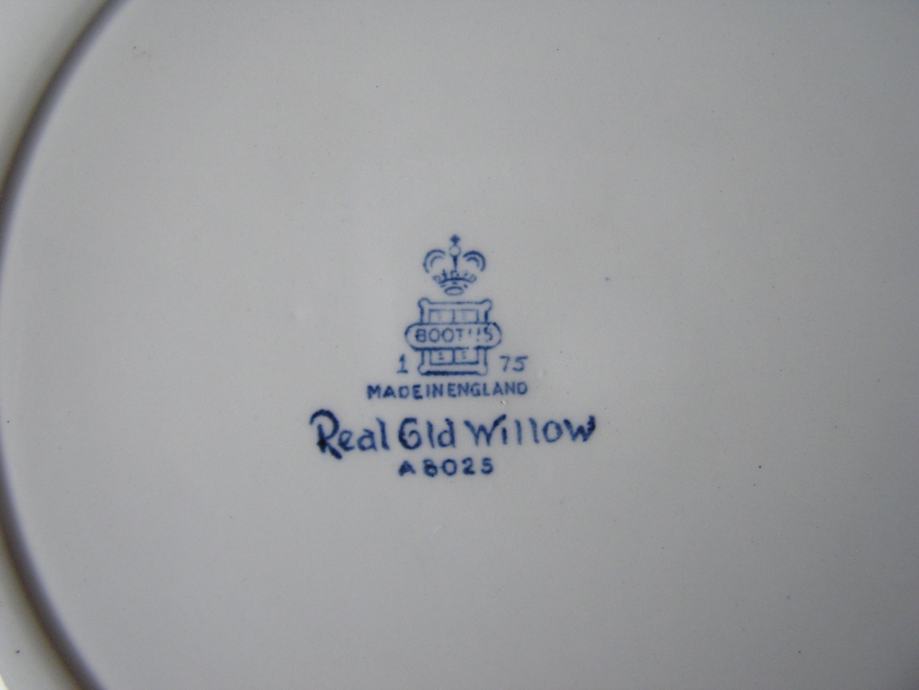 BOOTHS
1 75
MADE IN ENGLAND
Real Old Willow
A8025